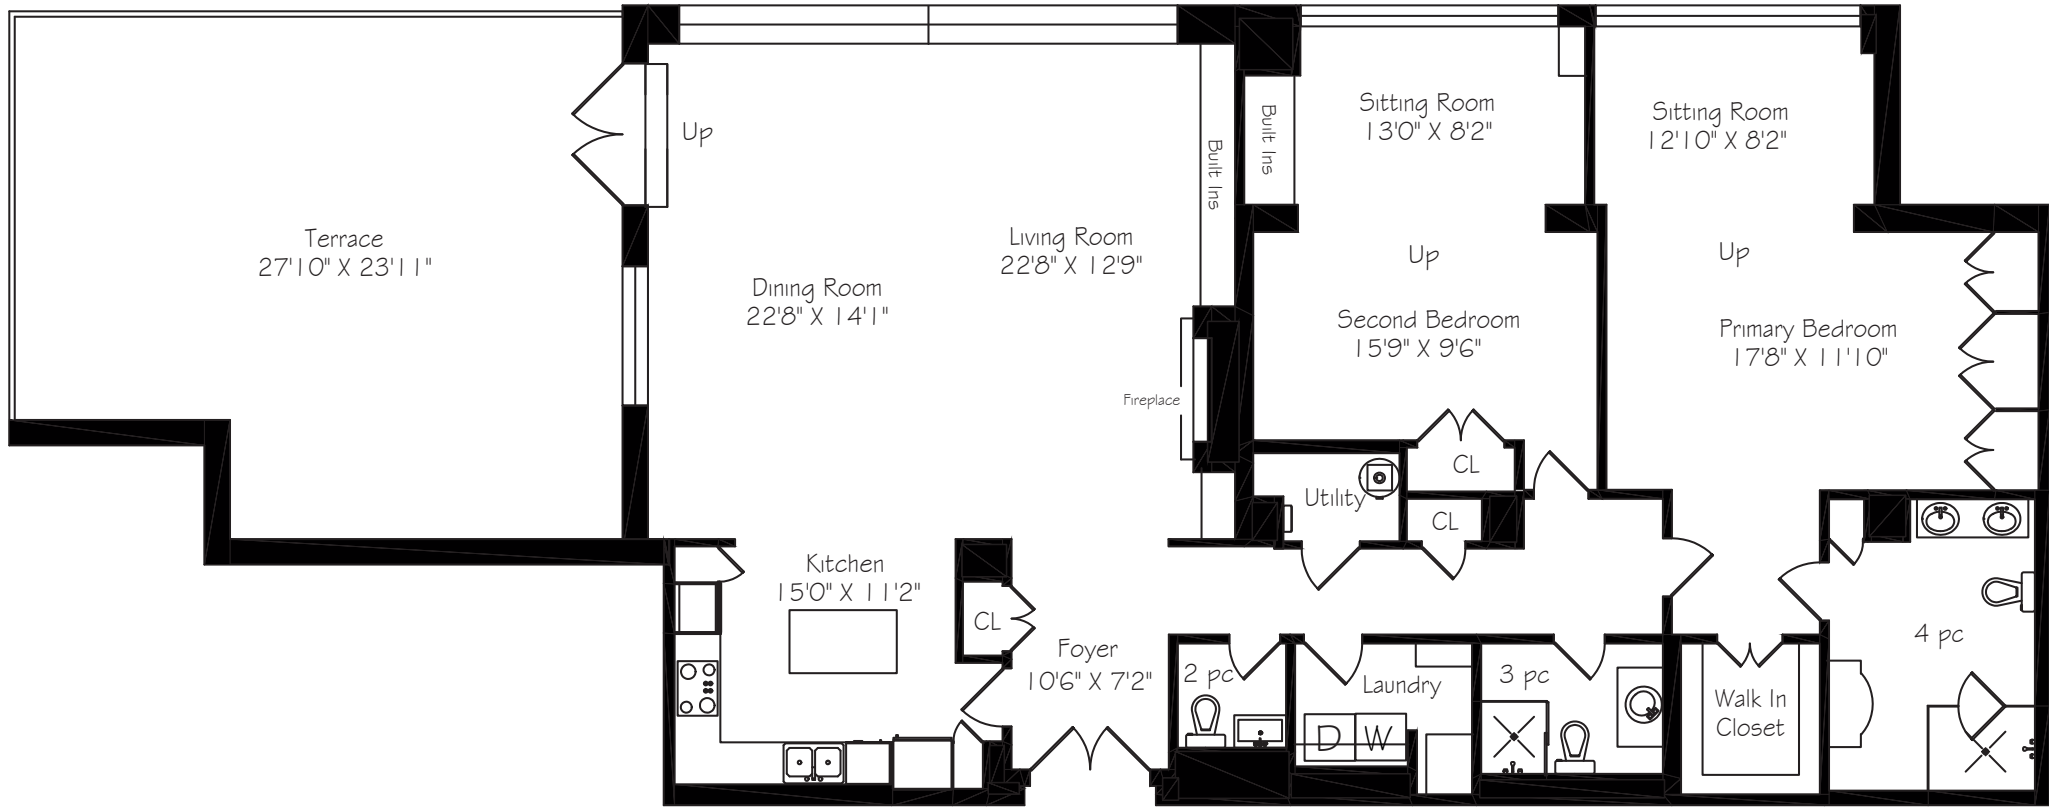 Terrace
27'10" X 23'11"
Up
Dining Room
22'8" X 14'1"
Living Room
22'8" X 12'9"
Built Ins
Built Ins
Fireplace
Sitting Room
13'0" X 8'2"
Sitting Room
12'10" X 8'2"
Up
Second Bedroom
15'9" X 9'6"
Up
Primary Bedroom
17'8" X 11'10"
CL
Utility
CL
Kitchen
15'0" X 11'2"
CL
Foyer
10'6" X 7'2"
2 pc
Laundry
D W
3 pc
Walk In
Closet
4 pc